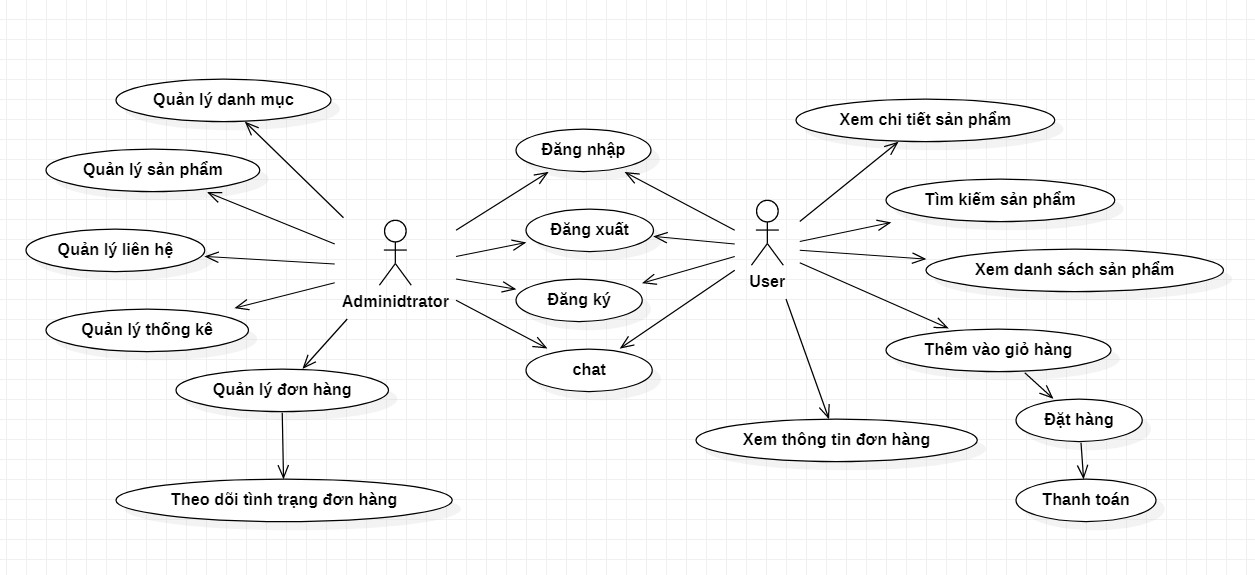 Quản lý danh mục
Xem chi tiết sản phẩm
Đăng nhập
Quản lý sản phẩm
Tìm kiếm sản phẩm
Đăng xuất
Quản lý liên hệ
Xem danh sách sản phẩm
User
Adminidtrator
Đăng ký
Quản lý thống kê
Thêm vào giỏ hàng
chat
Quản lý đơn hàng
Đặt hàng
Xem thông tin đơn hàng
Theo dõi tình trạng đơn hàng
Thanh toán